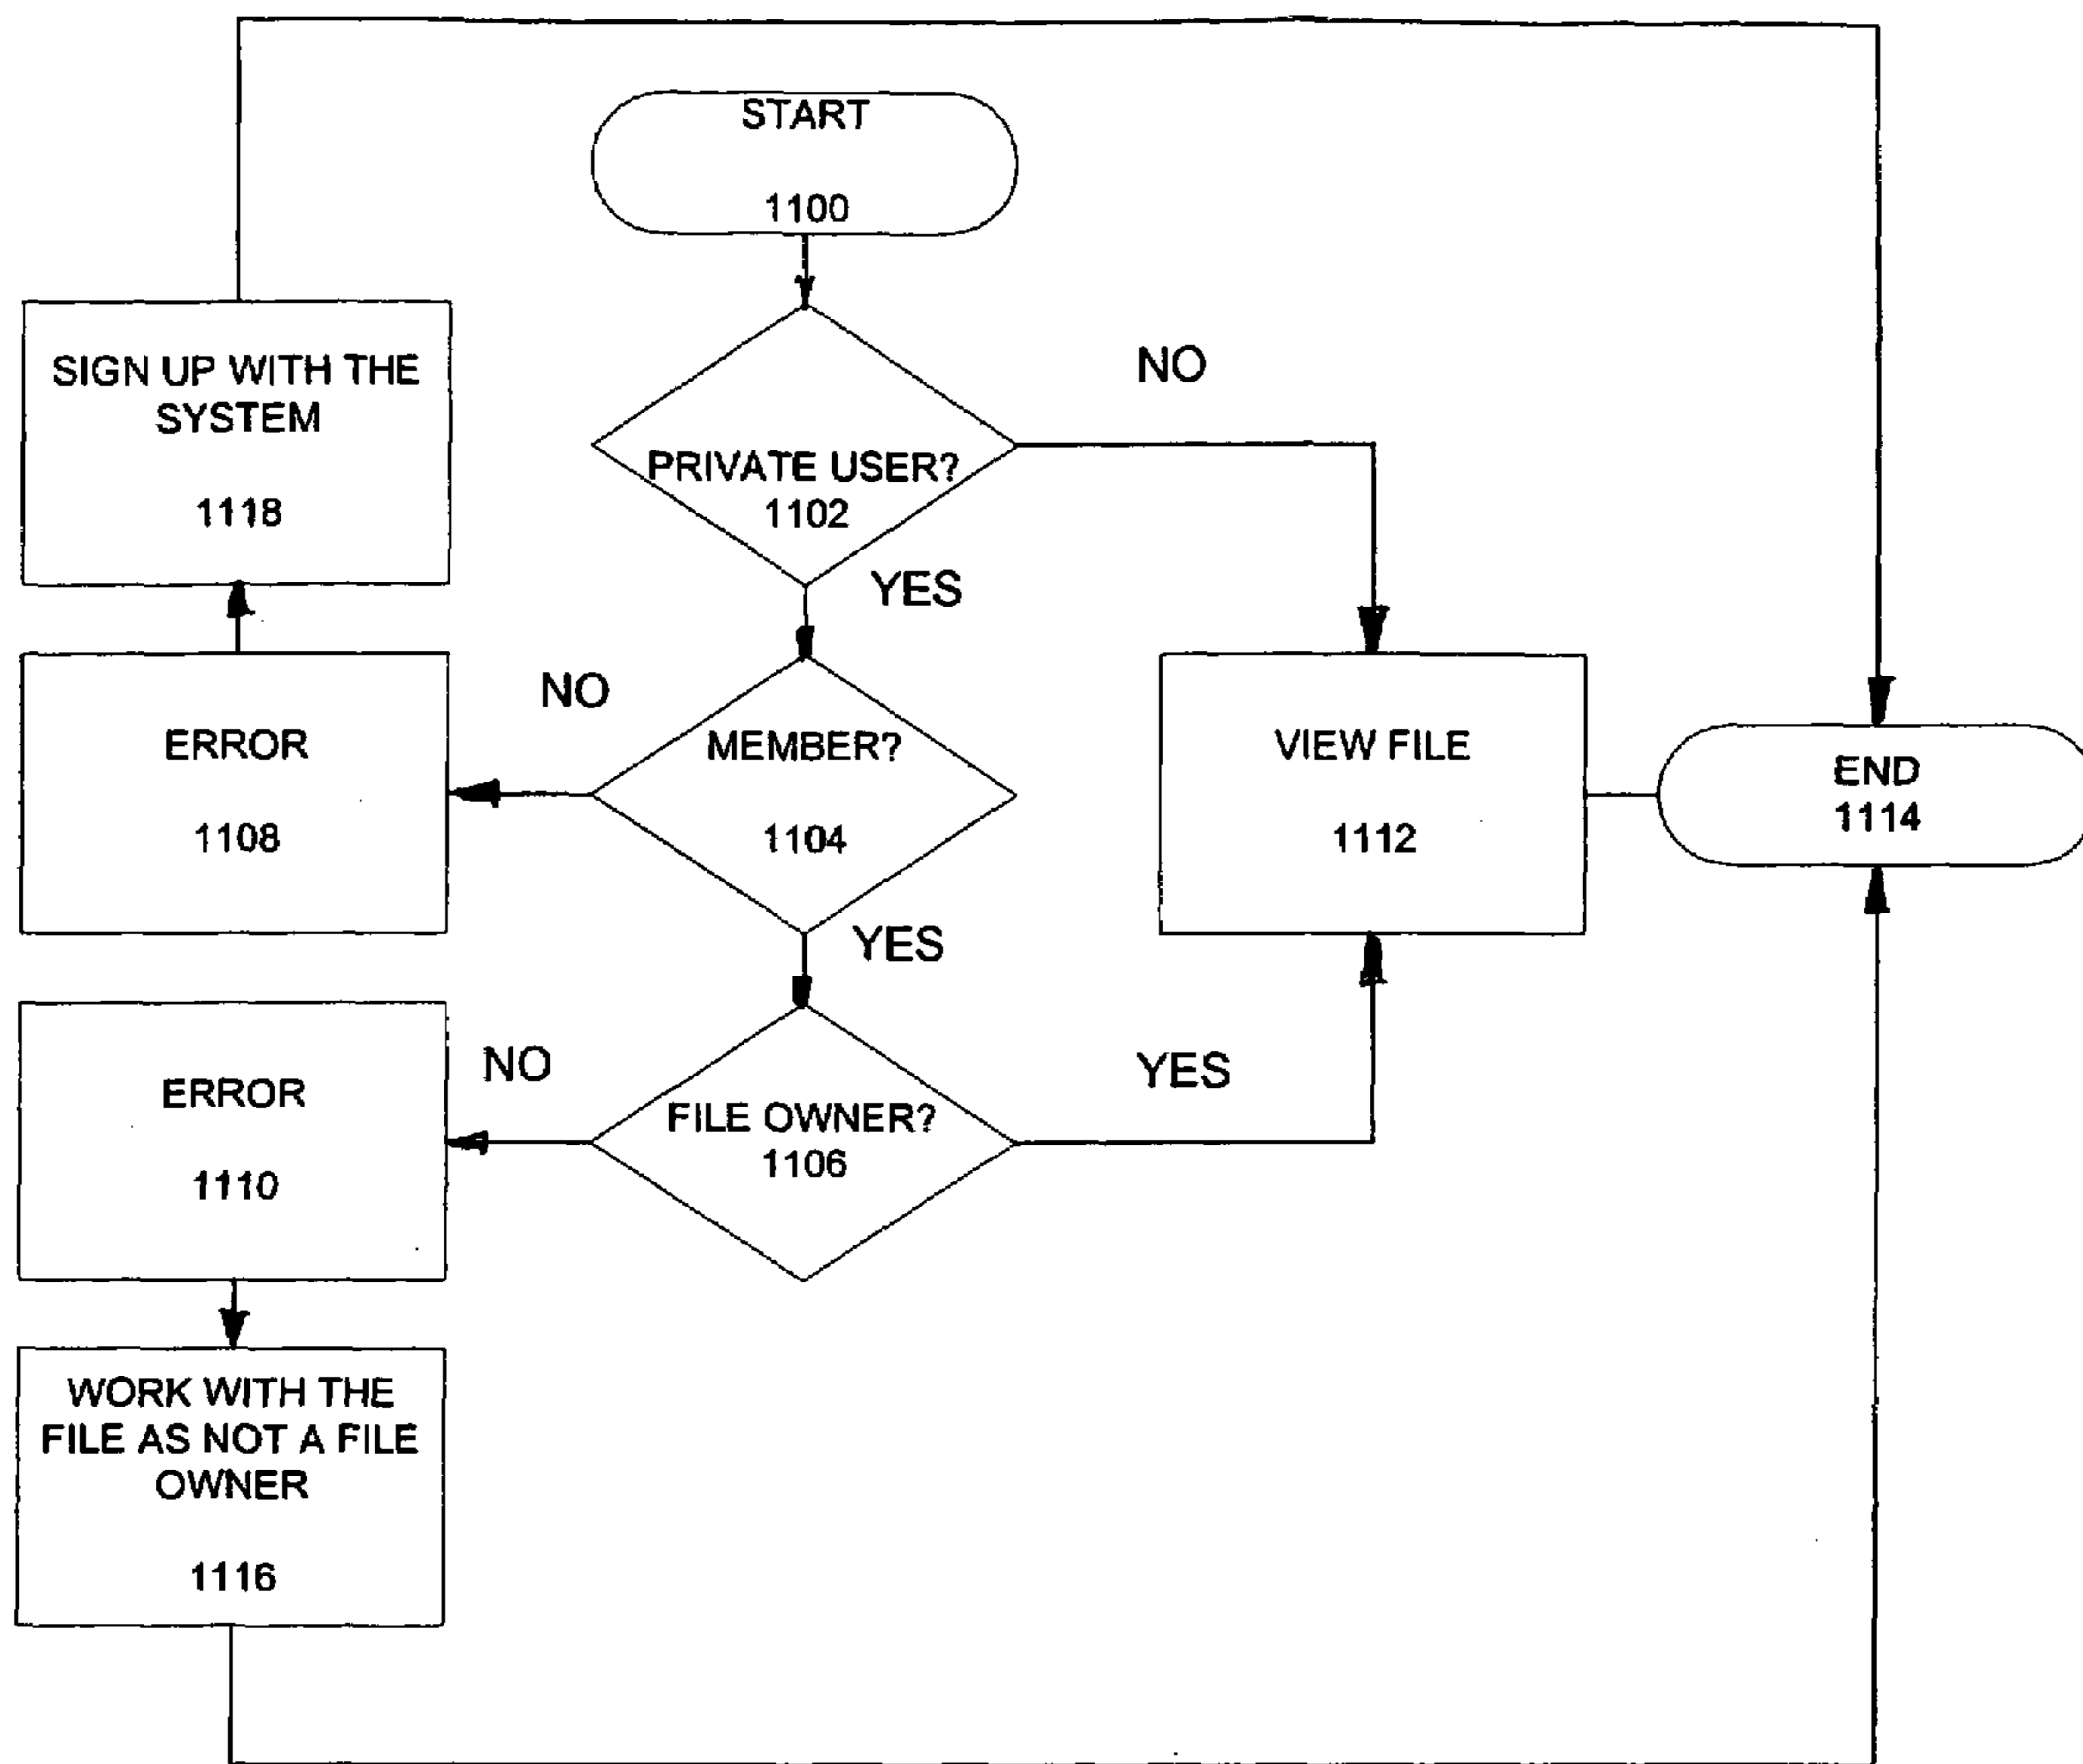 START
1100
SIGN UP WITH THE
SYSTEM
1118
NO
PRIVATE USER?
1102
YES
ERROR
1108
NO
MEMBER?
1104
VIEW FILE
1112
END
1114
YES
ERROR
1110
NO
FILE OWNER?
1106
YES
WORK WITH THE
FILE AS NOT A FILE
OWNER
1116